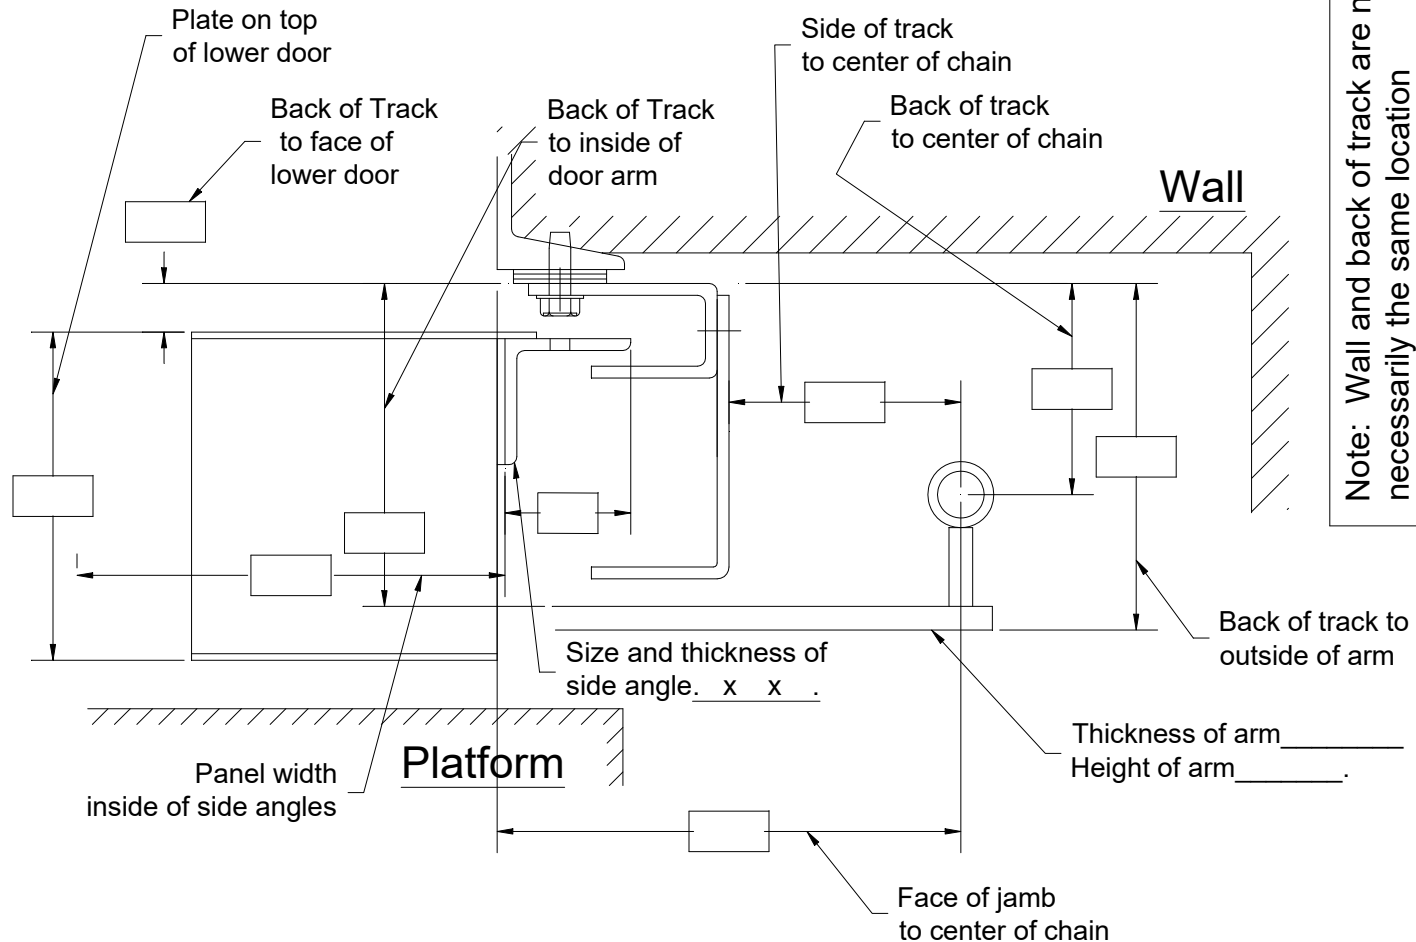 Plate on top
of lower door
Back of Track
to face of
lower door
Back of Track
to inside of
door arm
Side of track
to center of chain
Back of track
to center of chain
Wall
Note: Wall and back of track are
necessarily the same location
Back of track to
outside of arm
Size and thickness of
side angle. x x .
Thickness of arm________
Height of arm_______.
Platform
Panel width
inside of side angles
Face of jamb
to center of chain